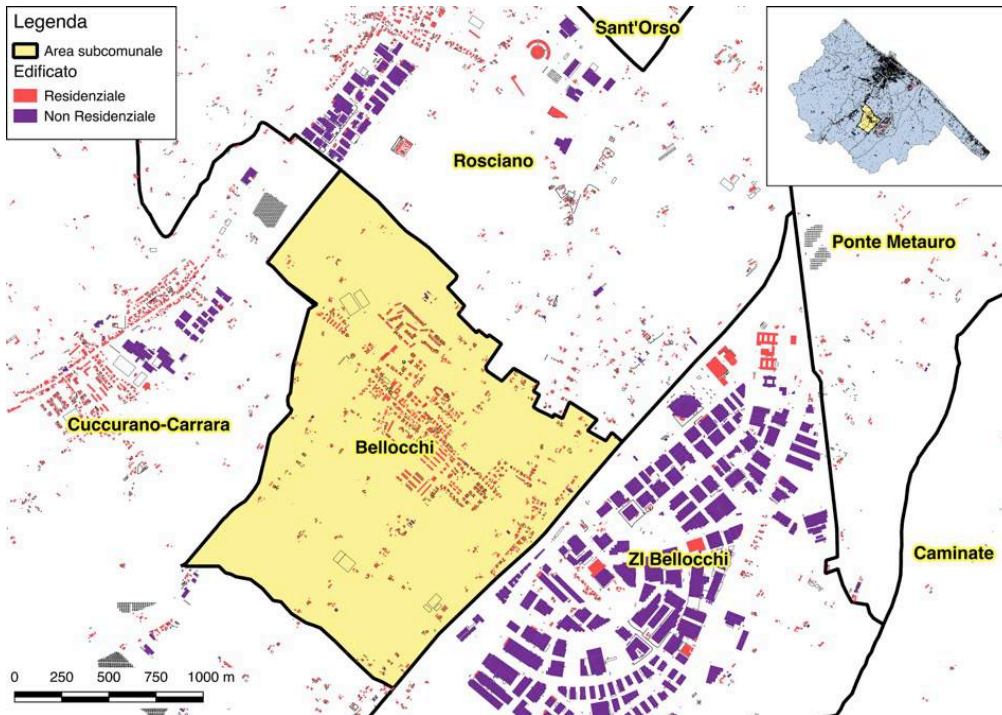 Legenda
Area subcomunale
Edificato
Residenziale
Non Residenziale
Sant'Orso
Rosciano
Ponte Metauro
Cuccurano-Carrara
Bellocchi
ZI Bellocchi
Caminate
0 250 500 750 1000 m